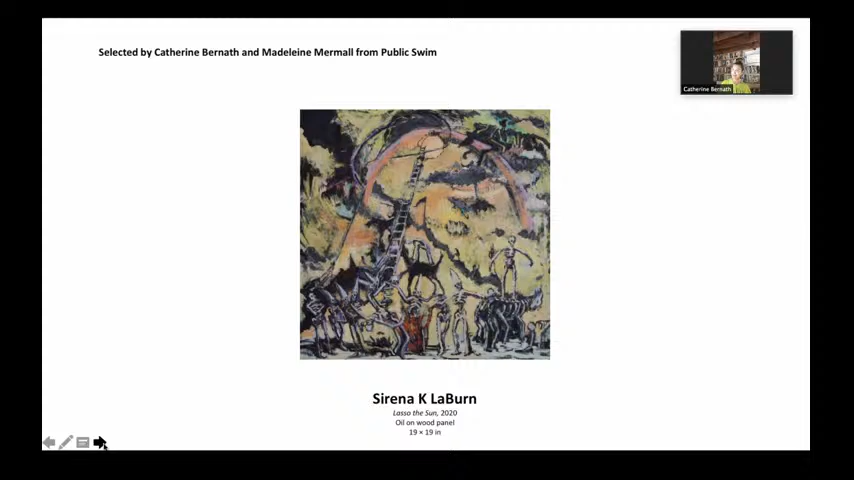 Selected by Catherine Bernath and Madeleine Mermall from Public Swim
Catherine Bernath
Sirena K LaBurn
Lasso the Sun, 2020
Oil on wood panel
19 × 19 in